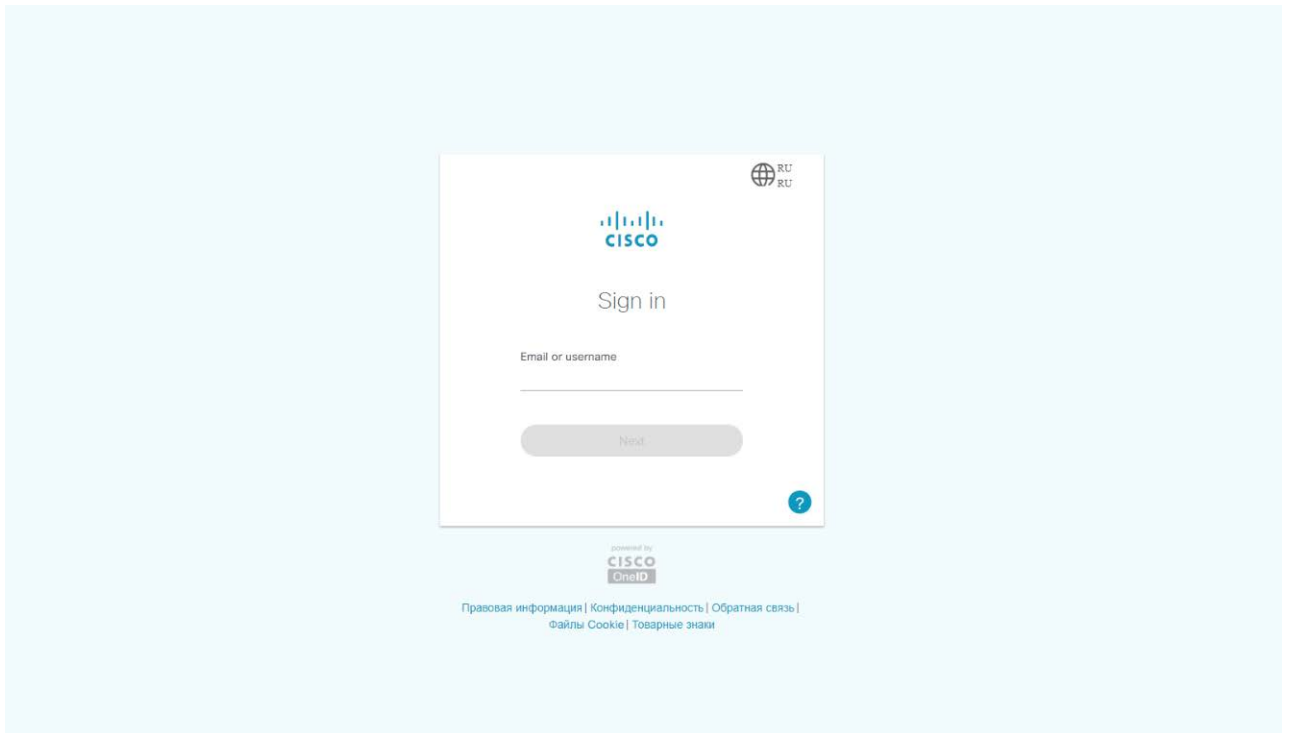 RU
RU
CISCO
Sign in
Email or username
Next
?
powered by
CISCO
OneID
Правовая информация | Конфиденциальность | Обратная связь |
Файлы Cookie | Товарные знаки